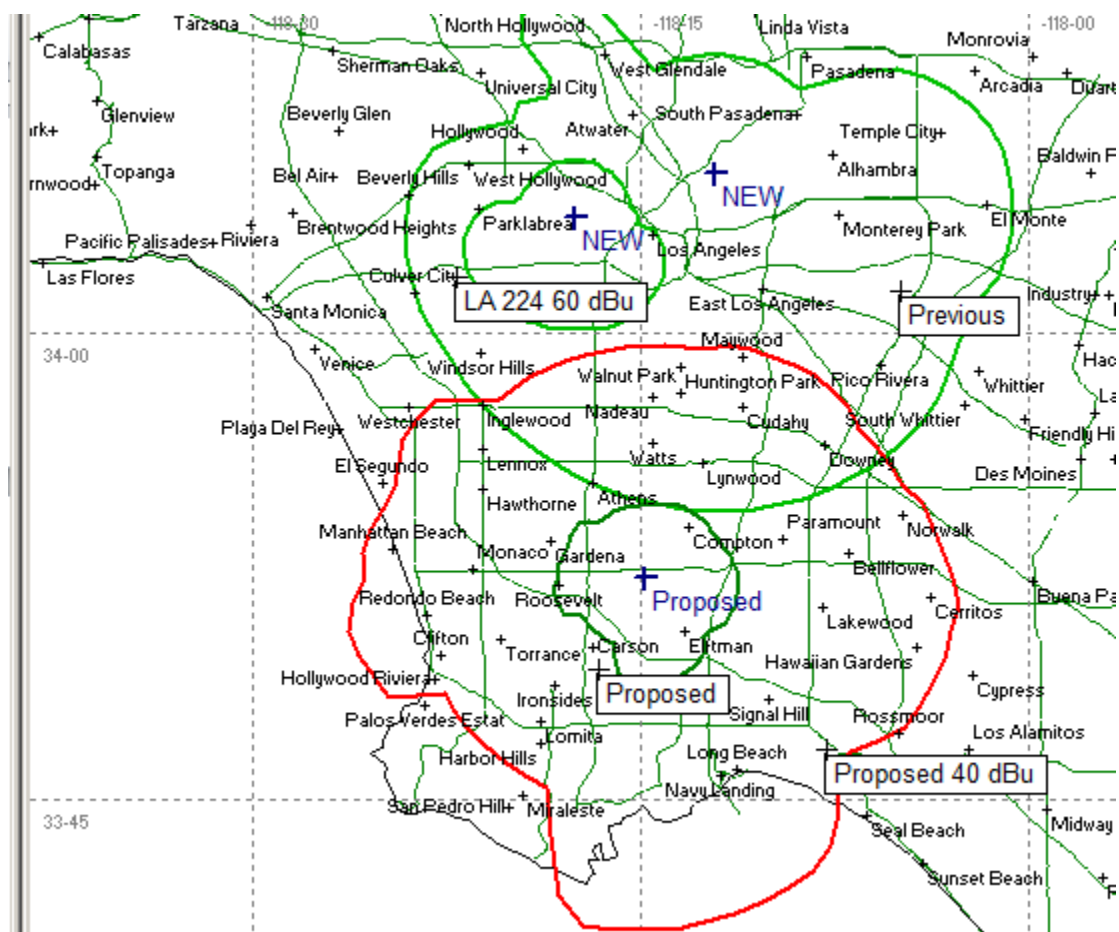 -118-30
-118-15
-118-00
Tarzana
North Hollywood
Linda Vista
Monrovia
Calabasas
Sherman Oaks
West Glendale
Pasadena
Arcadia
Universal City
Glenview
Beverly Glen
Hollywood
Atwater
South Pasadena
Temple City
Topanga
Bel Air
Beverly Hills
West Hollywood
Alhambra
NEW
Parklabrea
NEW
Brentwood Heights
Pacific Palisades
Riviera
Los Angeles
Monterey Park
El Monte
Las Flores
Culver City
LA 224 60 dBu
East Los Angeles
Previous
Industry
Santa Monica
34-00
Venice
Windsor Hills
Maywood
Walnut Park
Huntington Park
Pico Rivera
Whittier
Westchester
Inglewood
Nadeau
Cudahy
South Whittier
Playa Del Rey
El Segundo
Lennox
Watts
Lynwood
Downey
Des Moines
Hawthorne
Athens
Manhattan Beach
Monaco
Gardena
Compton
Paramount
Norwalk
Bellflower
Redondo Beach
Roosevelt
Proposed
Lakewood
Cerritos
Clifton
Torrance
Carson
Hawaiian Gardens
Hollywood Riviera
Ironsides
Proposed
Cypress
Palos Verdes Estat
Signal Hill
Rossmoor
Lomita
Los Alamitos
Harbor Hills
Long Beach
Proposed 40 dBu
Navy Landing
San Pedro Hill
Miraleste
33-45
Seal Beach
Midway
Sunset Beach